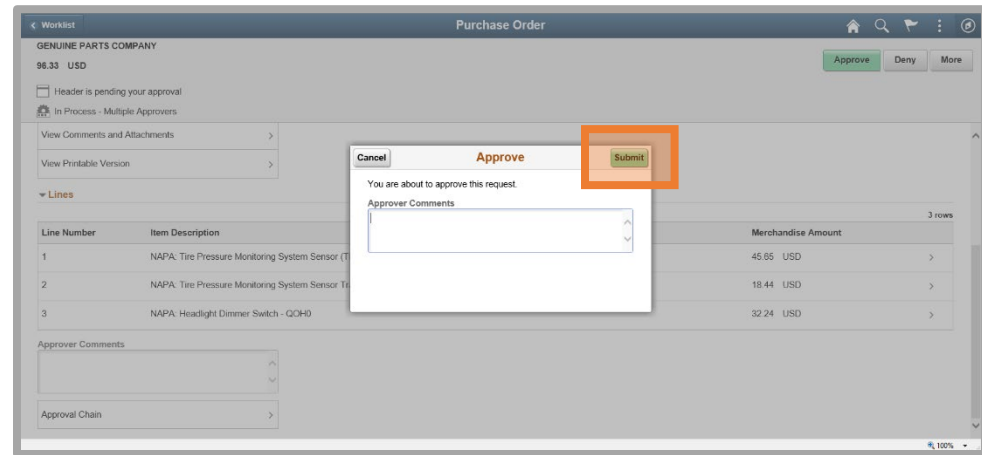 Worklist
Purchase Order
GENUINE PARTS COMPANY
96.33 USD
Approve Deny More
Header is pending your approval
In Process - Multiple Approvers
View Comments and Attachments
View Printable Version
Cancel Approve Submit
You are about to approve this request.
Approver Comments
Lines
3 rows
Line Number Item Description Merchandise Amount
1 NAPA: Tire Pressure Monitoring System Sensor (T 45.65 USD
2 NAPA: Tire Pressure Monitoring System Sensor Tr 18.44 USD
3 NAPA: Headlight Dimmer Switch - QOH0 32.24 USD
Approver Comments
Approval Chain
100%